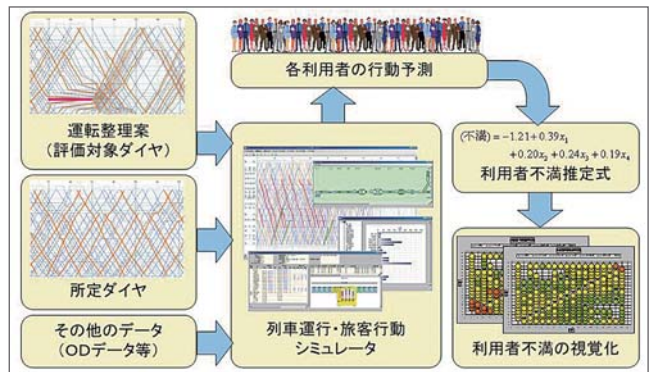 運転整理案
(評価対象ダイヤ)
所定ダイヤ
その他のデータ
(ODデータ等)
各利用者の行動予測
列車運行・旅客行動
シミュレータ
(不満) = −1.21 + 0.39x₁
+ 0.20x₂ + 0.24x₃ + 0.19x₄
利用者不満推定式
利用者不満の視覚化